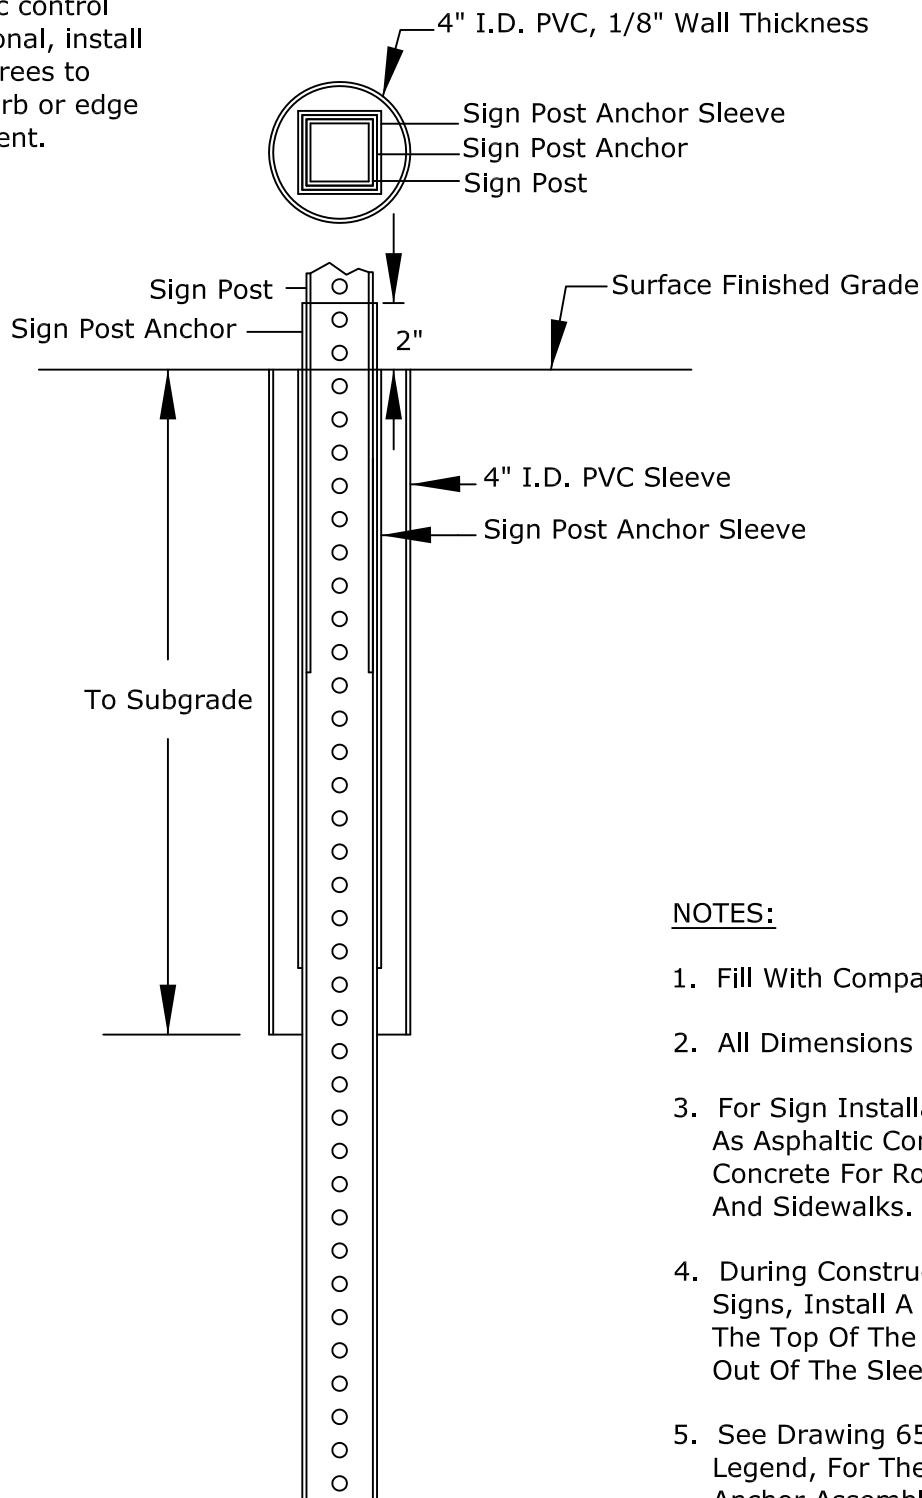 control
onal, install
rees to
rb or edge
ent.
4" I.D. PVC, 1/8" Wall Thickness
Sign Post Anchor Sleeve
Sign Post Anchor
Sign Post
Sign Post
Sign Post Anchor
2"
Surface Finished Grade
4" I.D. PVC Sleeve
Sign Post Anchor Sleeve
To Subgrade
NOTES:
1. Fill With Compa
2. All Dimensions
3. For Sign Installa
As Asphaltic Con
Concrete For Ro
And Sidewalks.
4. During Constru
Signs, Install A
The Top Of The
Out Of The Slee
5. See Drawing 65
Legend, For The
Anchor Assembl